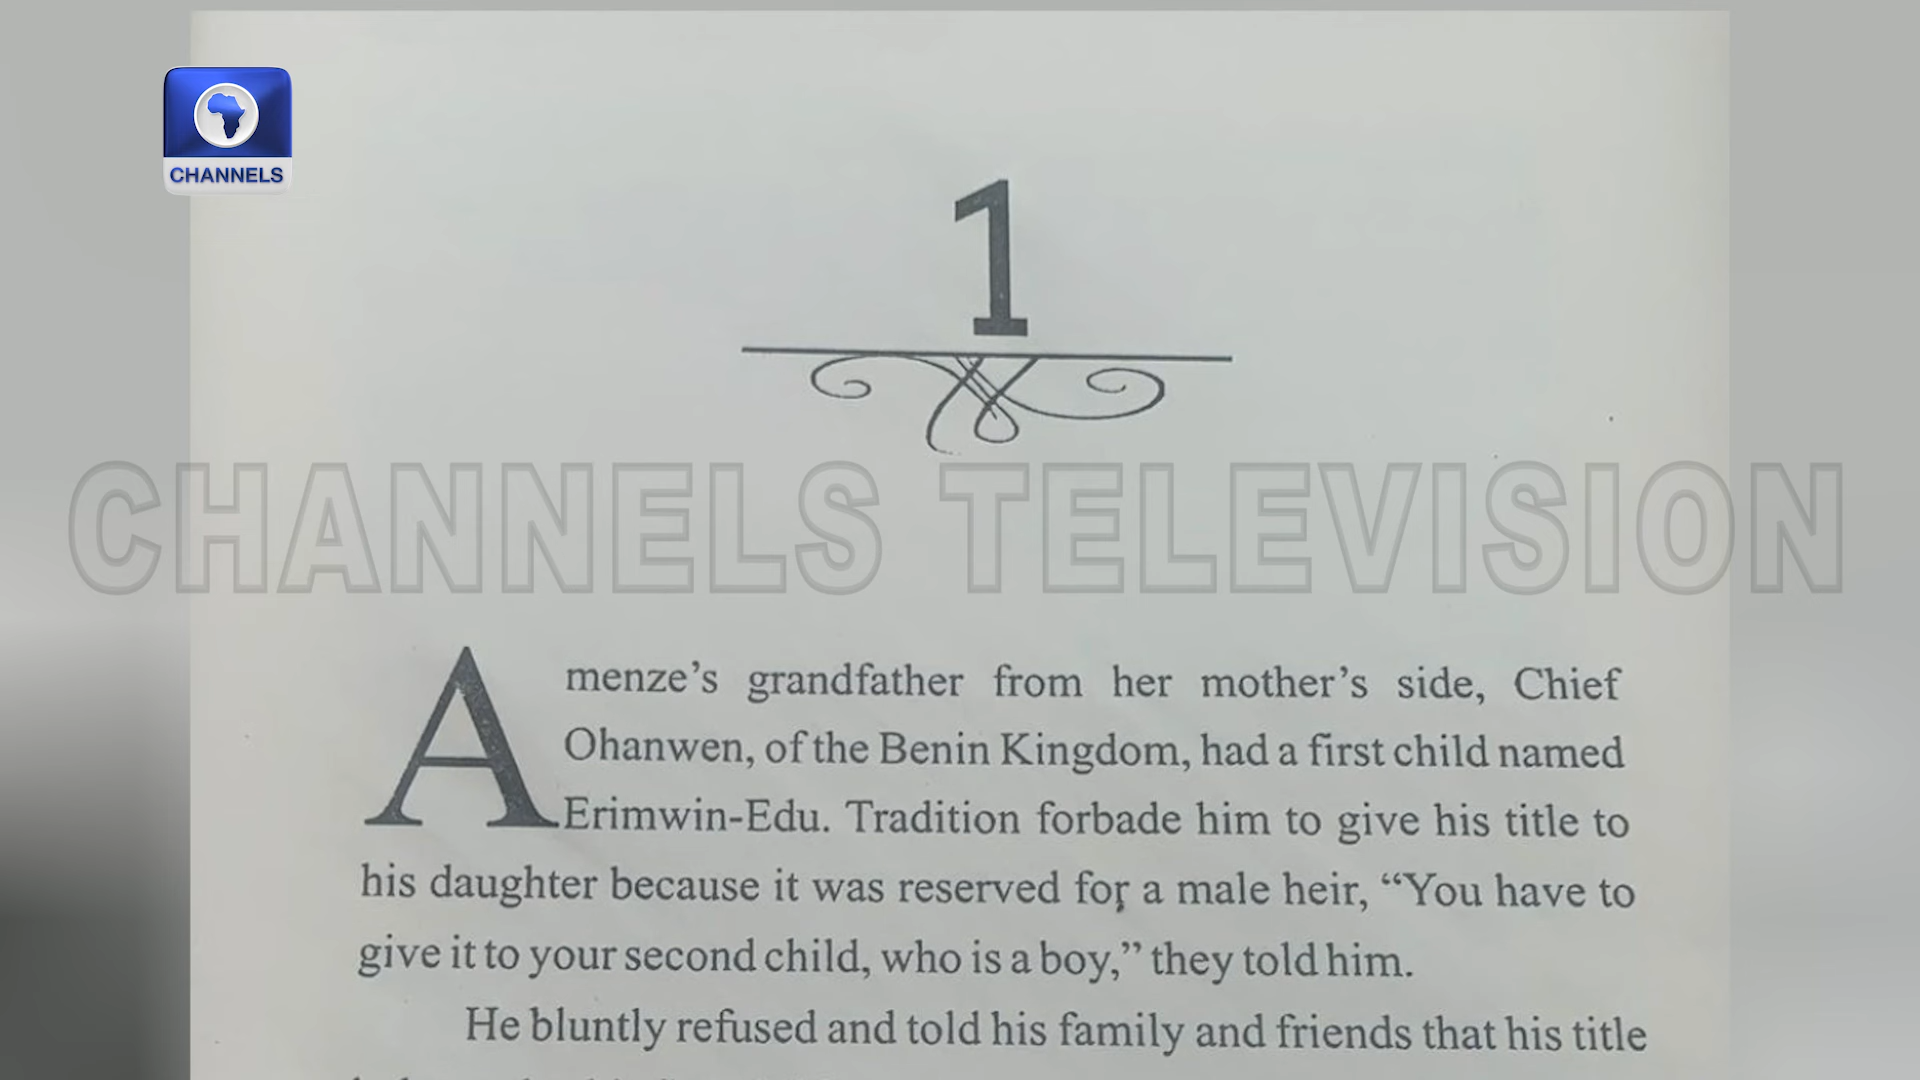 CHANNELS
1
CHANNELS TELEVISION
Amenze’s grandfather from her mother’s side, Chief
Ohanwen, of the Benin Kingdom, had a first child named
Erimwin-Edu. Tradition forbade him to give his title to
his daughter because it was reserved for a male heir, “You have to
give it to your second child, who is a boy,” they told him.
He bluntly refused and told his family and friends that his title